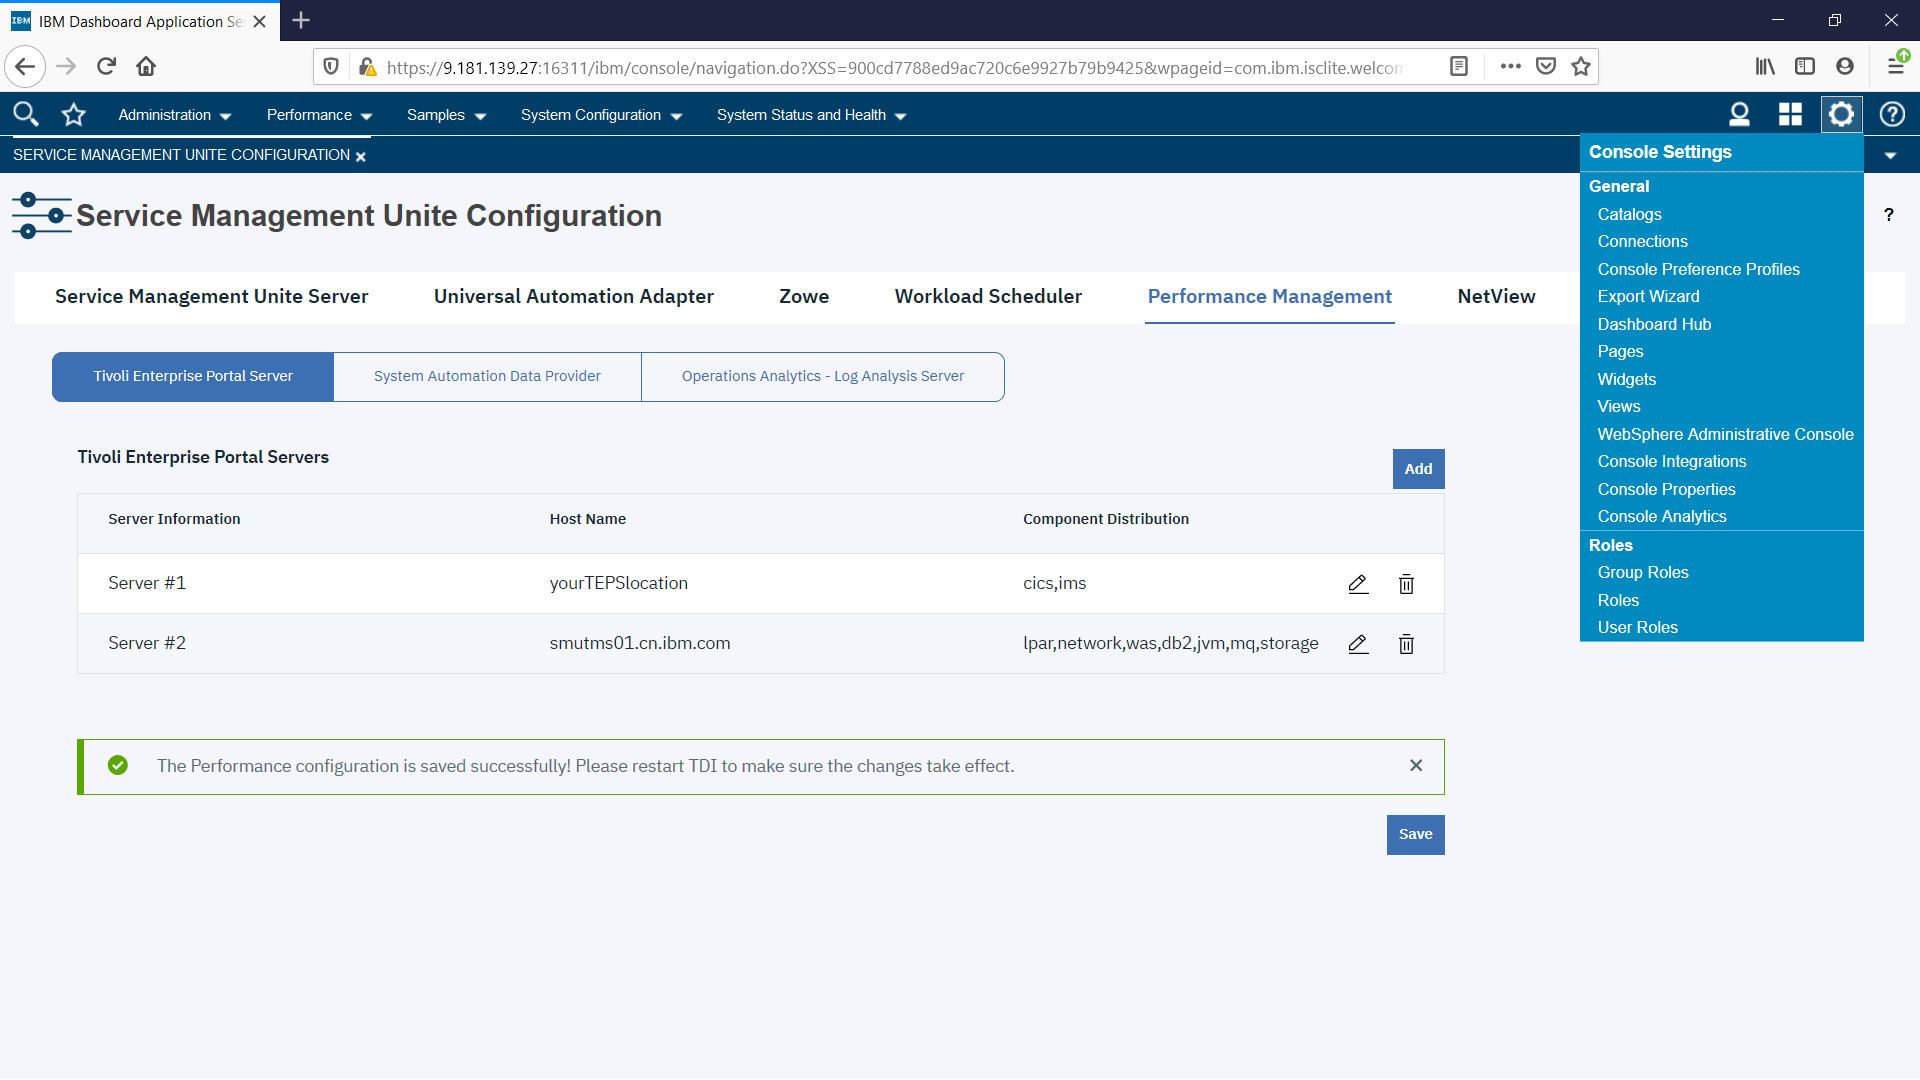 IBM IBM Dashboard Application Se
https://9.181.139.27:16311/ibm/console/navigation.do?XSS=900cd7788ed9ac720c6e9927b79b9425&wpageid=com.ibm.isclite.welcom
Administration Performance Samples System Configuration System Status and Health
SERVICE MANAGEMENT UNITE CONFIGURATION
Service Management Unite Configuration
?
Service Management Unite Server Universal Automation Adapter Zowe Workload Scheduler Performance Management NetView
Tivoli Enterprise Portal Server System Automation Data Provider Operations Analytics - Log Analysis Server
Tivoli Enterprise Portal Servers
Add
Server Information Host Name Component Distribution
Server #1 yourTEPSlocation cics,ims
Server #2 smutms01.cn.ibm.com lpar,network,was,db2,jvm,mq,storage
The Performance configuration is saved successfully! Please restart TDI to make sure the changes take effect.
Save
Console Settings
General
Catalogs
Connections
Console Preference Profiles
Export Wizard
Dashboard Hub
Pages
Widgets
Views
WebSphere Administrative Console
Console Integrations
Console Properties
Console Analytics
Roles
Group Roles
Roles
User Roles